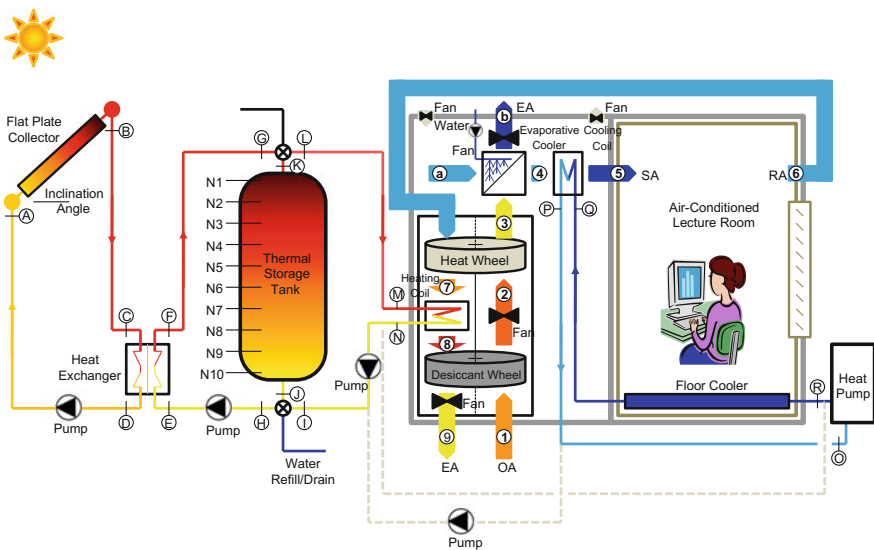 Flat Plate
Collector
B
Inclination
Angle
A
C
F
Heat
Exchanger
D
E
Pump
Pump
G
L
K
N1
N2
N3
N4
N5
N6
N7
N8
N9
N10
Thermal
Storage
Tank
J
H
I
Water
Refill/Drain
Pump
M
N
Heating
Coil
Fan
Water
Fan
EA
b
Evaporative
Cooler
Fan
Cooling
Coil
a
4
5
SA
RA
6
P
Q
3
Heat Wheel
7
2
Fan
8
Desiccant Wheel
Fan
9
1
EA
OA
Air-Conditioned
Lecture Room
Floor Cooler
R
Heat
Pump
O
Pump